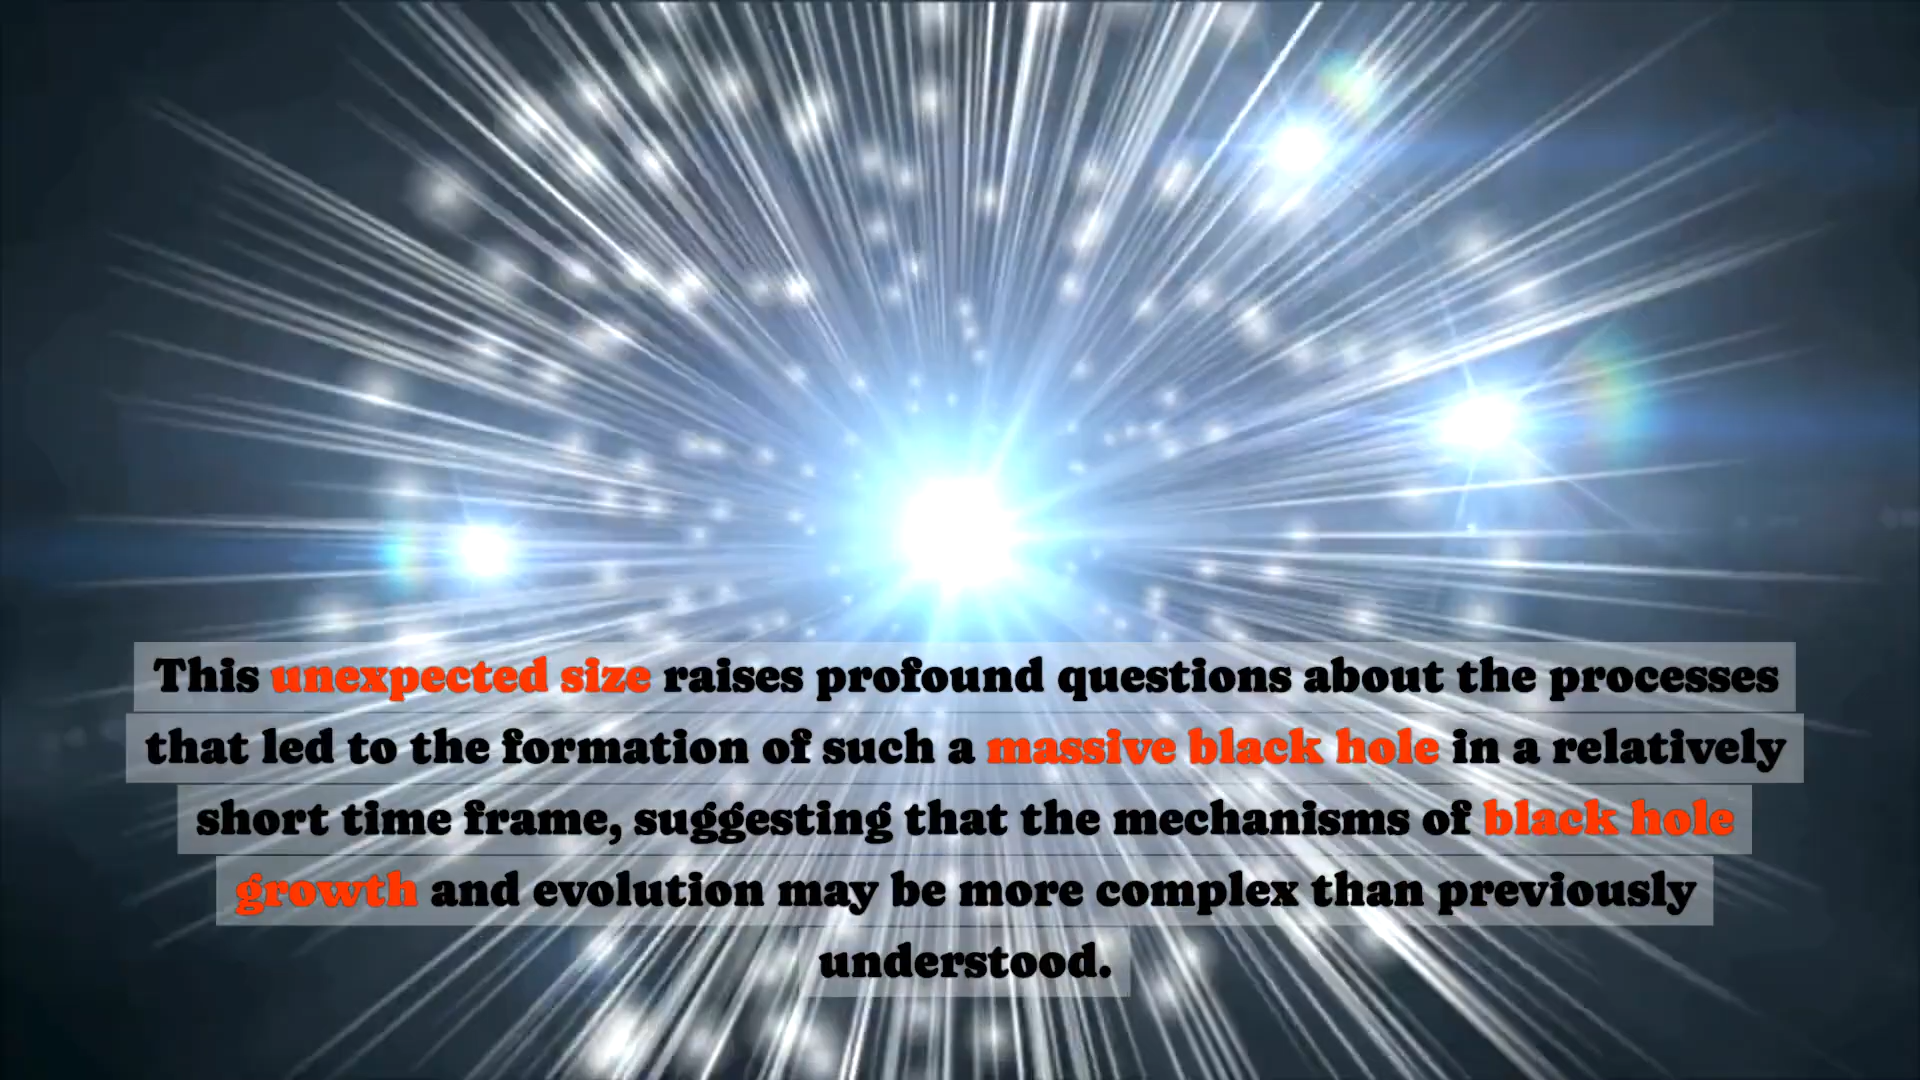 This unexpected size raises profound questions about the processes
that led to the formation of such a massive black hole in a relatively
short time frame, suggesting that the mechanisms of black hole
growth and evolution may be more complex than previously
understood.